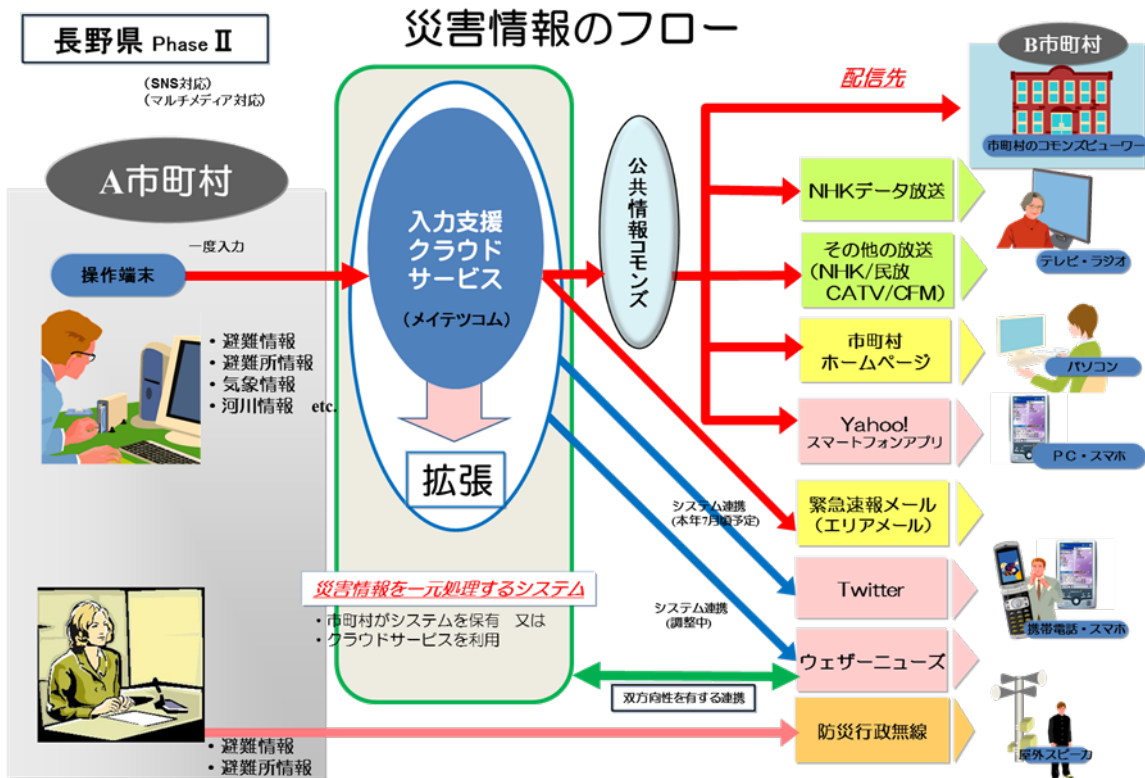 災害情報のフロー
長野県 Phase Ⅱ
（SNS対応）
（マルチメディア対応）
A市町村
一度入力
操作端末
・避難情報
・避難所情報
・気象情報
・河川情報 etc.
入力支援
クラウド
サービス
（メイテツコム）
拡張
災害情報を一元処理するシステム
・市町村がシステムを保有 又は
・クラウドサービスを利用
公共情報コモンズ
配信先
B市町村
市町村のコモンズビューワー
NHKデータ放送
その他の放送
（NHK/民放
CATV/CFM）
テレビ・ラジオ
市町村
ホームページ
パソコン
Yahoo!
スマートフォンアプリ
PC・スマホ
緊急速報メール
（エリアメール）
システム連携
(本年7月頃予定)
Twitter
携帯電話・スマホ
システム連携
(調整中)
ウェザーニューズ
双方向性を有する連携
防災行政無線
屋外スピーカ
・避難情報
・避難所情報